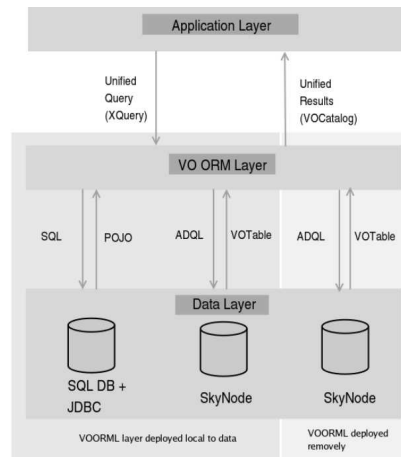 Application Layer
Unified
Query
(XQuery)
Unified
Results
(VOCatalog)
VO ORM Layer
SQL
POJO
ADQL
VOTable
ADQL
VOTable
Data Layer
SQL DB +
JDBC
SkyNode
SkyNode
VOORML layer deployed local to data
VOORML deployed
removely